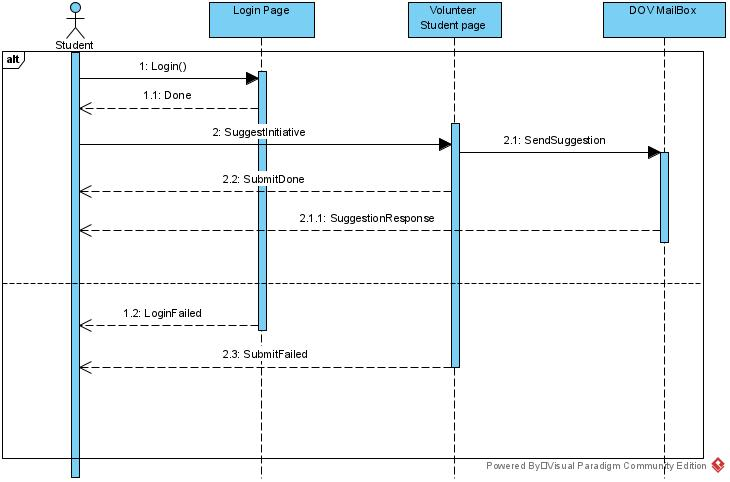 Login Page
Volunteer
Student page
DOV MailBox
Student
alt
1: Login()
1.1: Done
2: SuggestInitiative
2.1: SendSuggestion
2.2: SubmitDone
2.1.1: SuggestionResponse
1.2: LoginFailed
2.3: SubmitFailed
Powered By Visual Paradigm Community Edition